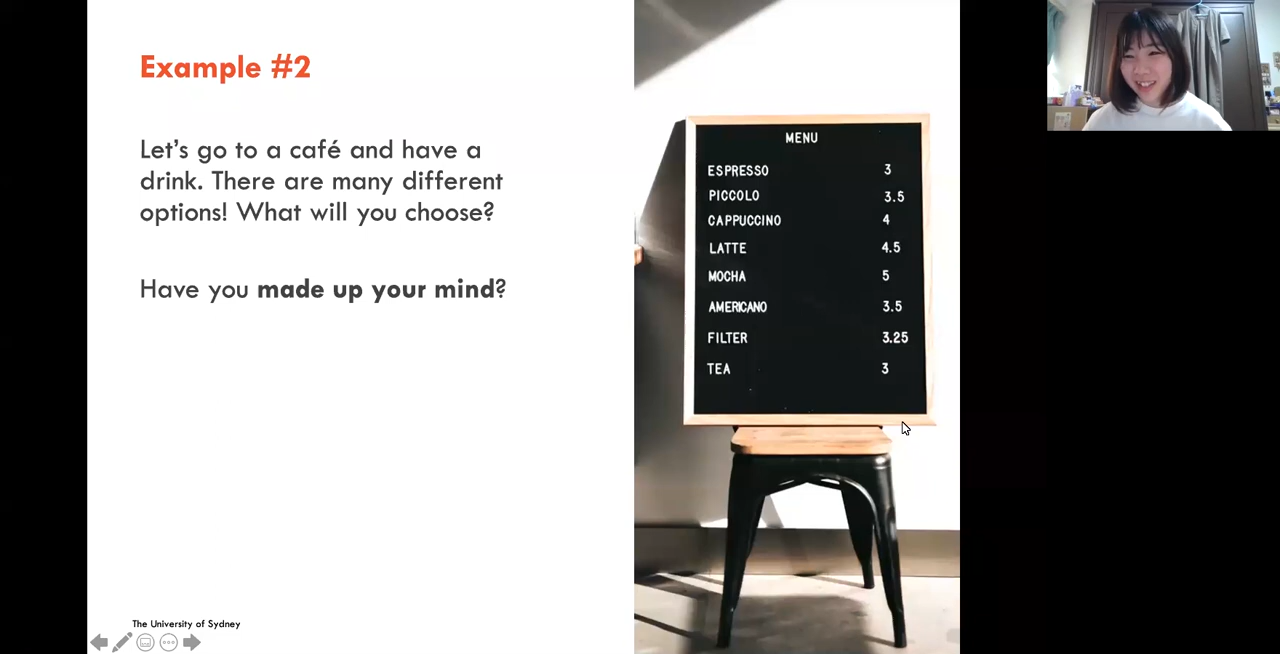 Example #2
Let's go to a café and have a
drink. There are many different
options! What will you choose?
Have you made up your mind?
MENU
ESPRESSO 3
PICCOLO 3.5
CAPPUCCINO 4
LATTE 4.5
MOCHA 5
AMERICANO 3.5
FILTER 3.25
TEA 3
The University of Sydney